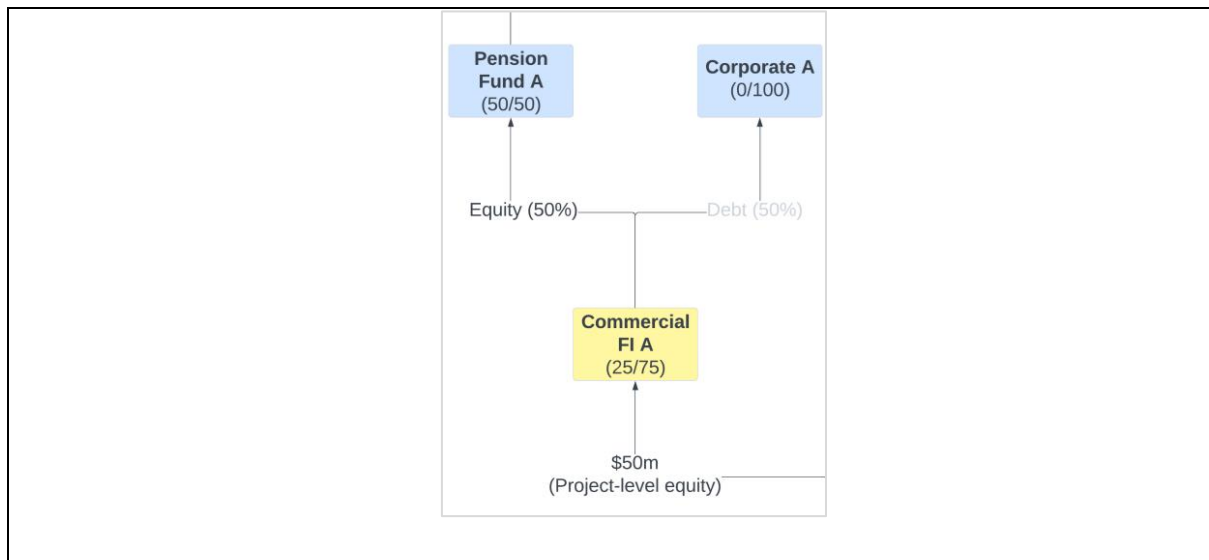 Pension
Fund A
(50/50)
Corporate A
(0/100)
Equity (50%)
Debt (50%)
Commercial
FI A
(25/75)
$50m
(Project-level equity)